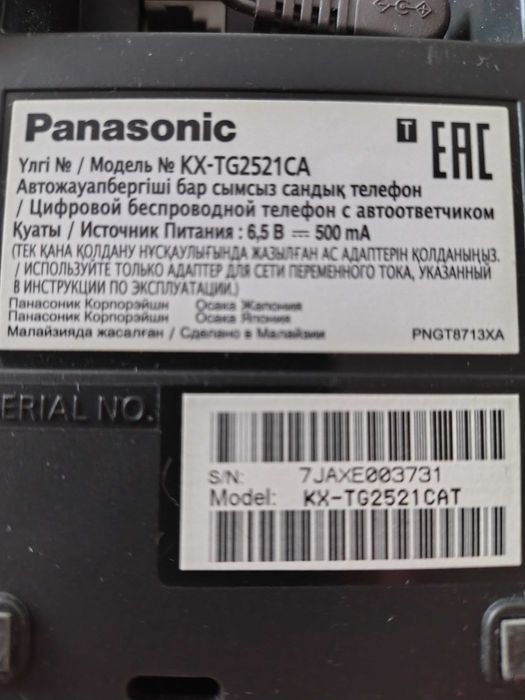 Panasonic T EAC
Үлгі № / Модель № KX-TG2521CA
Автожауапбергіші бар сымсыз сандық телефон
/ Цифровой беспроводной телефон с автоответчиком
Қуаты / Источник Питания : 6,5 В ⎓ 500 mA
(ТЕК ҚАНА ҚОЛДАНУ НҰСҚАУЛЫҒЫНДА ЖАЗЫЛҒАН АС АДАПТЕРІН ҚОЛДАНЫҢЫЗ.
/ ИСПОЛЬЗУЙТЕ ТОЛЬКО АДАПТЕР ДЛЯ СЕТИ ПЕРЕМЕННОГО ТОКА, УКАЗАННЫЙ
В ИНСТРУКЦИИ ПО ЭКСПЛУАТАЦИИ.)
Панасоник Корпорэйшн Осака Жапония
Панасоник Корпорэйшн Осака Япония
Малайзияда жасалған / Сделано в Малайзии PNGT8713XA
ERIAL NO.
S/N: 7JAXE003731
Model: KX-TG2521CAT